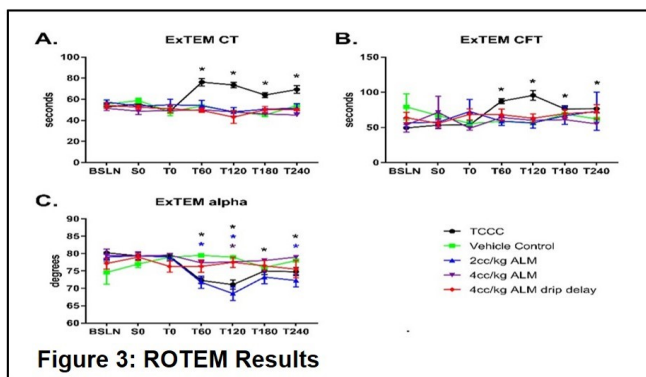 A.
ExTEM CT
seconds
100
80
60
40
20
0
BSLN S0 T0 T60 T120 T180 T240
* * * *
B.
ExTEM CFT
seconds
150
100
50
0
BSLN S0 T0 T60 T120 T180 T240
* * * *
C.
ExTEM alpha
degrees
90
85
80
75
70
65
60
BSLN S0 T0 T60 T120 T180 T240
* * * *
* * *
*
TCCC
Vehicle Control
2cc/kg ALM
4cc/kg ALM
4cc/kg ALM drip delay
Figure 3: ROTEM Results